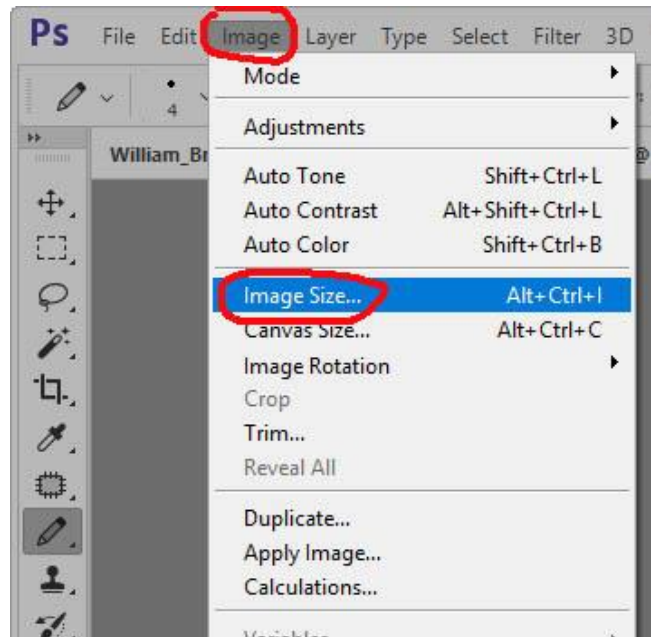 Ps File Edit Image Layer Type Select Filter 3D
4
William_Br
Mode
Adjustments
Auto Tone Shift+Ctrl+L
Auto Contrast Alt+Shift+Ctrl+L
Auto Color Shift+Ctrl+B
Image Size... Alt+Ctrl+I
Canvas Size... Alt+Ctrl+C
Image Rotation
Crop
Trim...
Reveal All
Duplicate...
Apply Image...
Calculations...